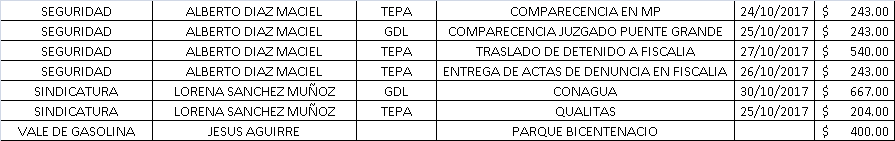 SEGURIDAD ALBERTO DIAZ MACIEL TEPA COMPARECENCIA EN MP 24/10/2017 $ 243.00
SEGURIDAD ALBERTO DIAZ MACIEL GDL COMPARECENCIA JUZGADO PUENTE GRANDE 25/10/2017 $ 243.00
SEGURIDAD ALBERTO DIAZ MACIEL TEPA TRASLADO DE DETENIDO A FISCALIA 27/10/2017 $ 540.00
SEGURIDAD ALBERTO DIAZ MACIEL TEPA ENTREGA DE ACTAS DE DENUNCIA EN FISCALIA 26/10/2017 $ 243.00
SINDICATURA LORENA SANCHEZ MUÑOZ GDL CONAGUA 30/10/2017 $ 667.00
SINDICATURA LORENA SANCHEZ MUÑOZ TEPA QUALITAS 25/10/2017 $ 204.00
VALE DE GASOLINA JESUS AGUIRRE PARQUE BICENTENACIO $ 400.00